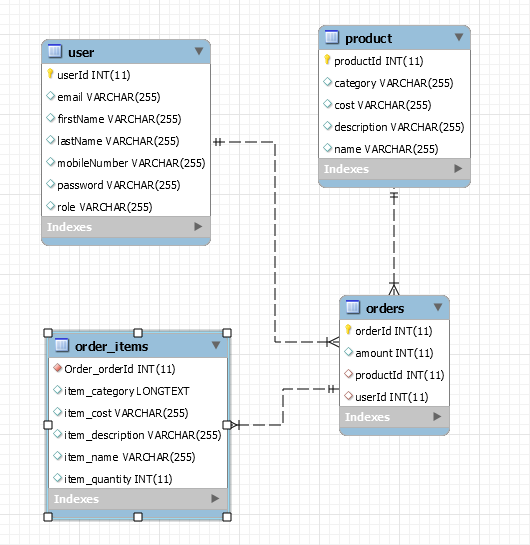 user
userId INT(11)
email VARCHAR(255)
firstName VARCHAR(255)
lastName VARCHAR(255)
mobileNumber VARCHAR(255)
password VARCHAR(255)
role VARCHAR(255)
Indexes
product
productId INT(11)
category VARCHAR(255)
cost VARCHAR(255)
description VARCHAR(255)
name VARCHAR(255)
Indexes
orders
orderId INT(11)
amount INT(11)
productId INT(11)
userId INT(11)
Indexes
order_items
Order_orderId INT(11)
item_category LONGTEXT
item_cost VARCHAR(255)
item_description VARCHAR(255)
item_name VARCHAR(255)
item_quantity INT(11)
Indexes